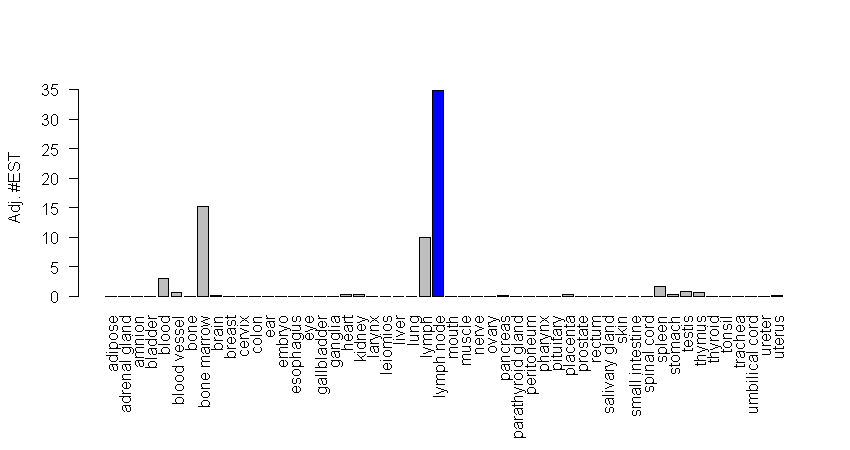 Adj. #EST
35
30
25
20
15
10
5
0
adipose
adrenal gland
amnion
bladder
blood
blood vessel
bone
bone marrow
brain
breast
cervix
colon
ear
embryo
esophagus
eye
gallbladder
ganglia
heart
kidney
larynx
leiomios
liver
lung
lymph
lymph node
mouth
muscle
nerve
ovary
pancreas
parathyroid gland
peritoneum
pharynx
pituitary
placenta
prostate
rectum
salivary gland
skin
small intestine
spinal cord
spleen
stomach
testis
thymus
thyroid
tonsil
trachea
umbilical cord
ureter
uterus